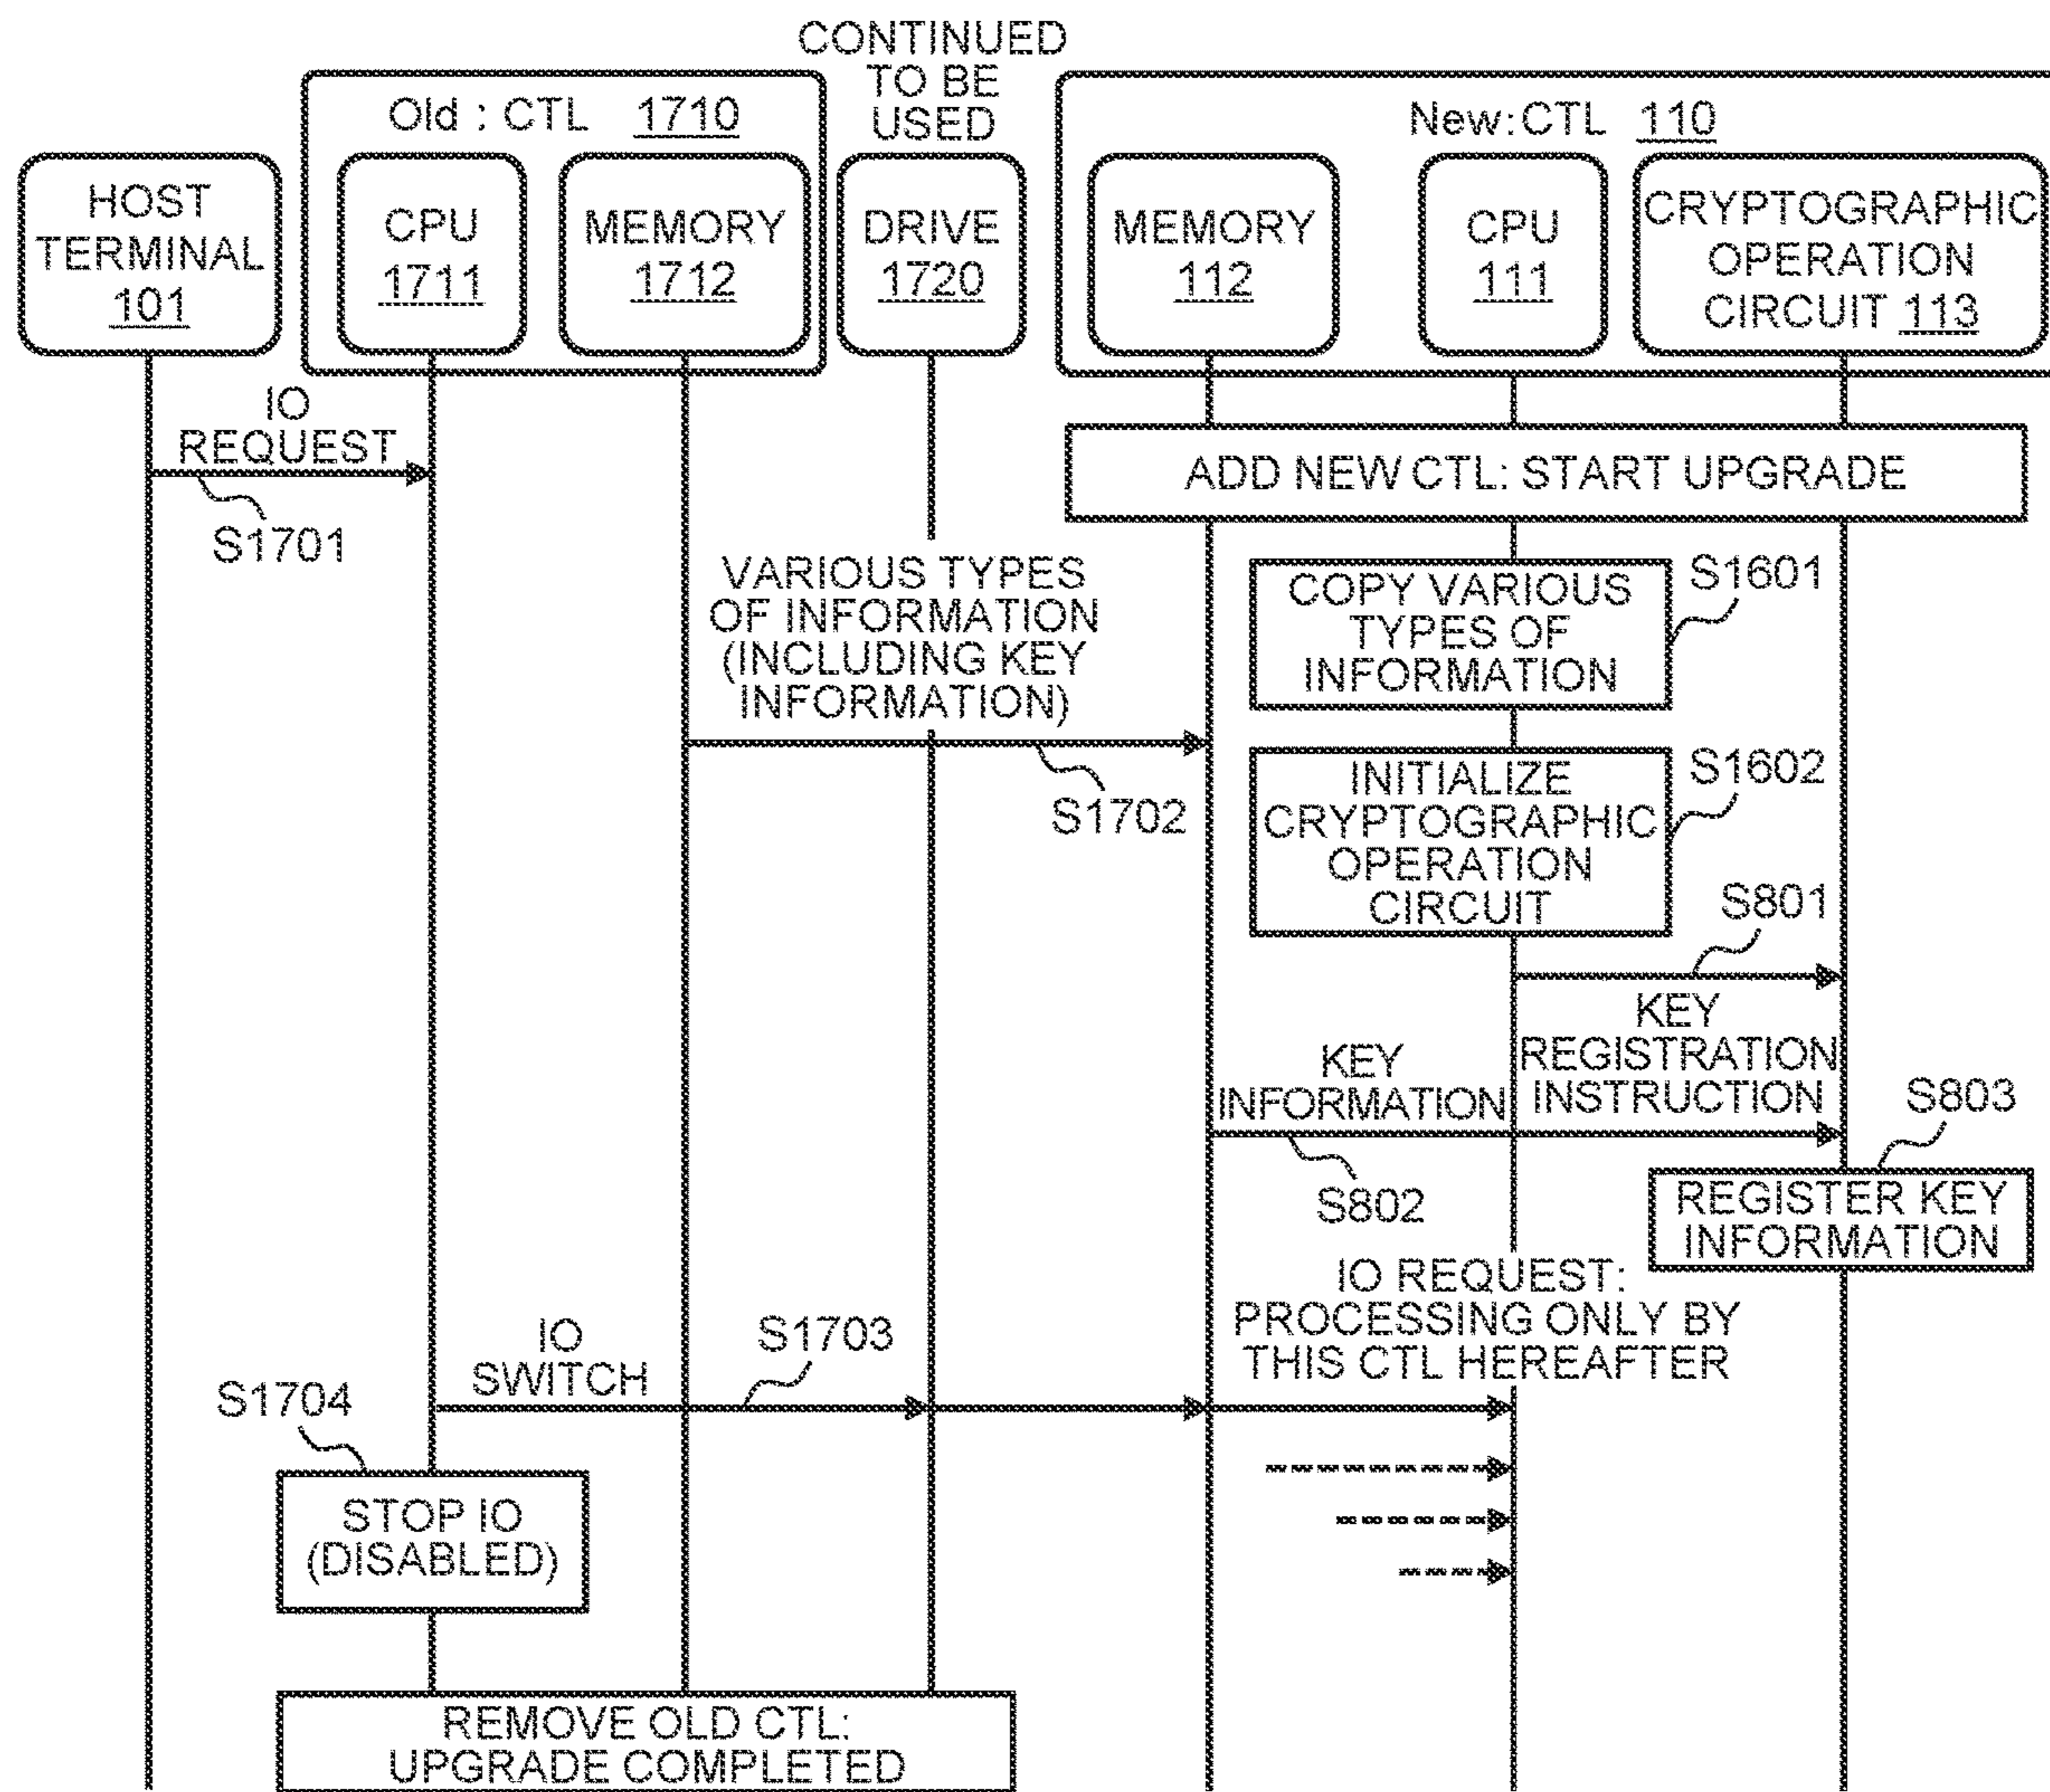 CONTINUED
TO BE
USED
Old : CTL 1710
New:CTL 110
HOST
TERMINAL
101
CPU
1711
MEMORY
1712
DRIVE
1720
MEMORY
112
CPU
111
CRYPTOGRAPHIC
OPERATION
CIRCUIT 113
IO
REQUEST
S1701
ADD NEW CTL: START UPGRADE
VARIOUS TYPES
OF INFORMATION
(INCLUDING KEY
INFORMATION)
S1702
COPY VARIOUS
TYPES OF
INFORMATION
S1601
INITIALIZE
CRYPTOGRAPHIC
OPERATION
CIRCUIT
S1602
S801
KEY
REGISTRATION
INSTRUCTION
KEY
INFORMATION
S802
S803
REGISTER KEY
INFORMATION
IO REQUEST:
PROCESSING ONLY BY
THIS CTL HEREAFTER
IO
SWITCH
S1703
S1704
STOP IO
(DISABLED)
REMOVE OLD CTL:
UPGRADE COMPLETED